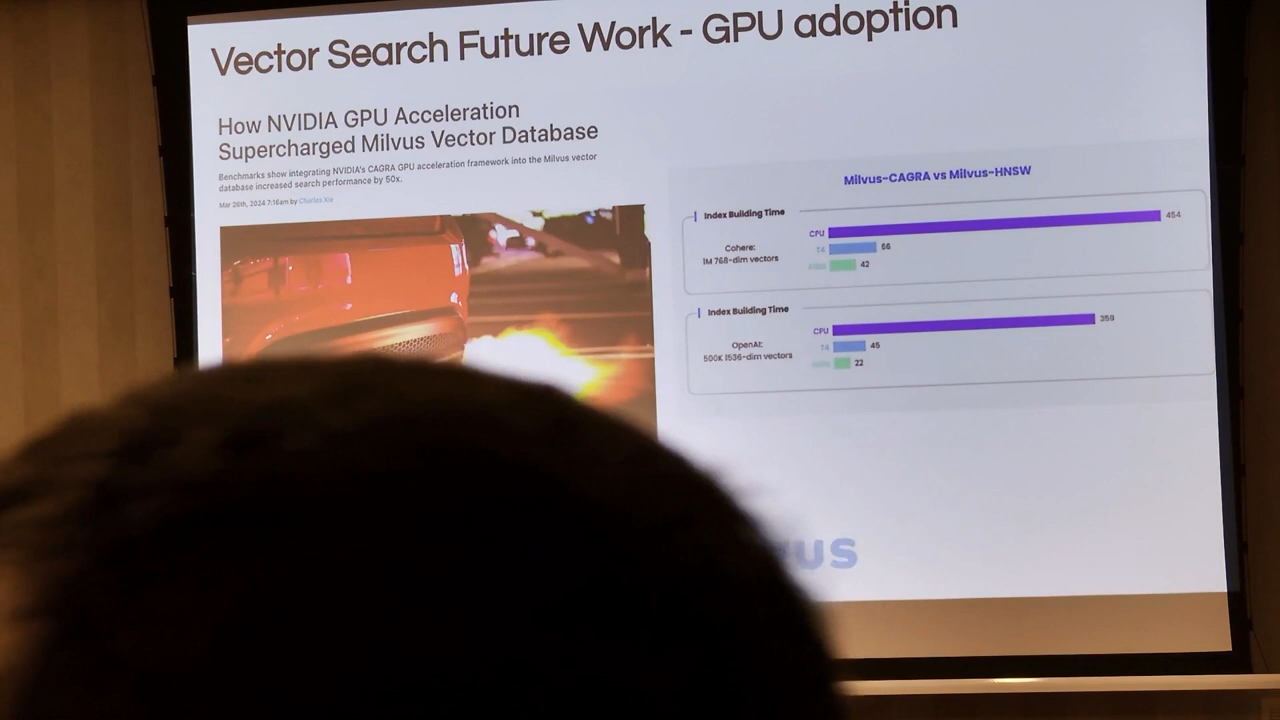 Vector Search Future Work - GPU adoption
How NVIDIA GPU Acceleration
Supercharged Milvus Vector Database
Benchmarks show integrating NVIDIA's CAGRA GPU acceleration framework into the Milvus vector
database increased search performance by 50x.
Mar 26th, 2024 7:16am by Charles Xie
Milvus-CAGRA vs Milvus-HNSW
Index Building Time
CPU 454
Cohere:
1M 768-dim vectors
T4 66
42
Index Building Time
CPU 359
OpenAI:
500K 1536-dim vectors
T4 45
22
us